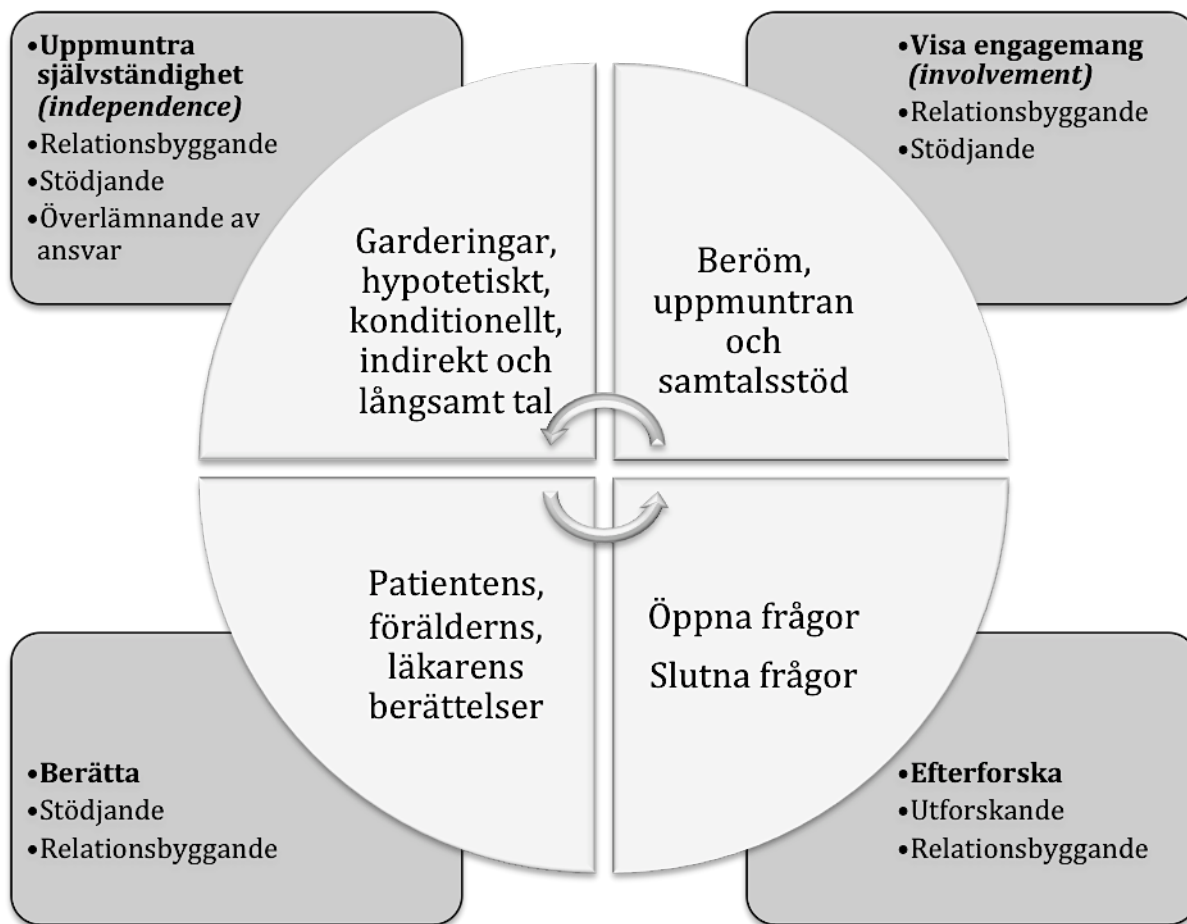 •Uppmuntra
självständighet
(independence)
•Relationsbyggande
•Stödjande
•Överlämnande av
ansvar
Garderingar,
hypotetiskt,
konditionellt,
indirekt och
långsamt tal
•Visa engagemang
(involvement)
•Relationsbyggande
•Stödjande
Beröm,
uppmuntran
och
samtalsstöd
Patientens,
förälderns,
läkarens
berättelser
•Berätta
•Stödjande
•Relationsbyggande
Öppna frågor
Slutna frågor
•Efterforska
•Utforskande
•Relationsbyggande